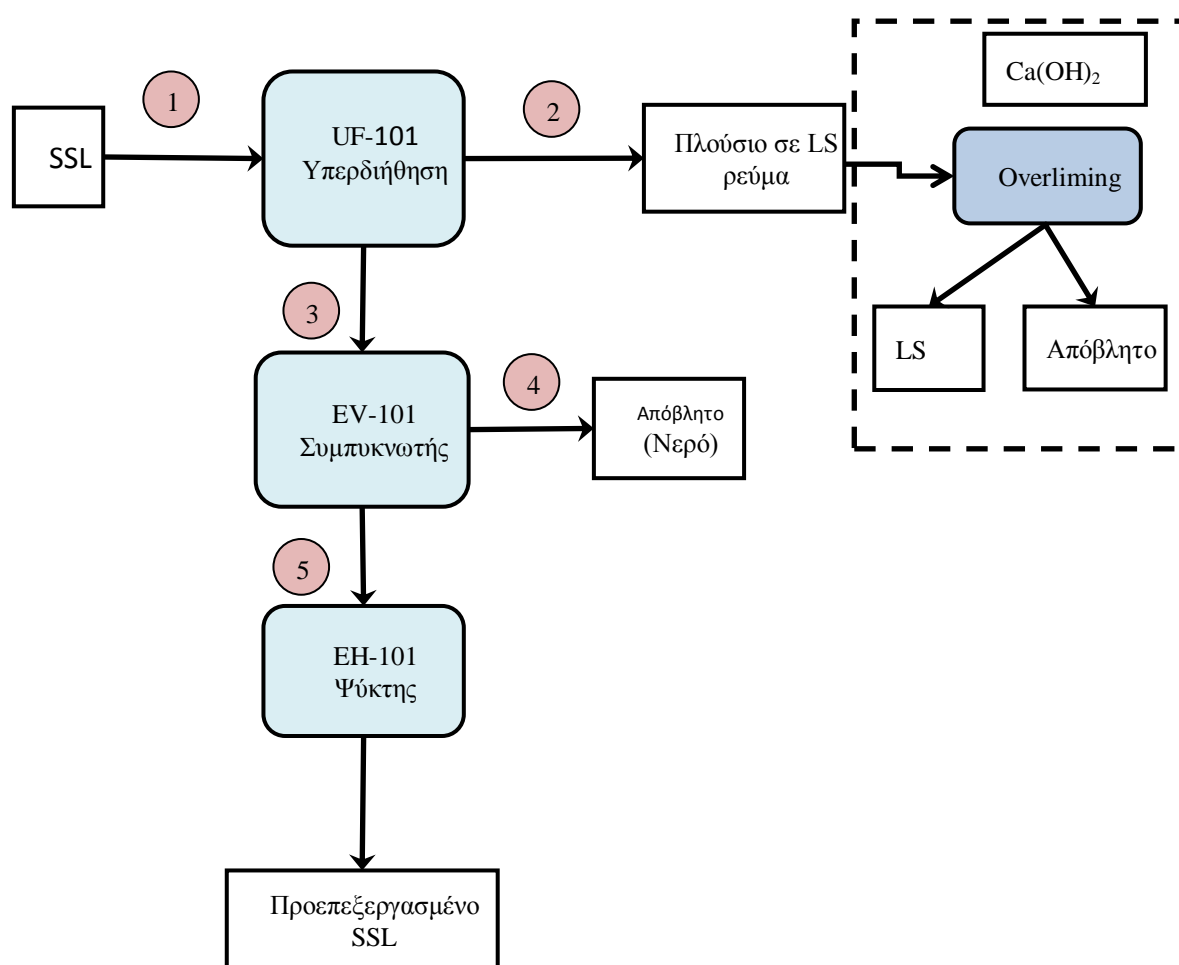 SSL
1
UF-101
Υπερδιήθηση
2
Πλούσιο σε LS
ρεύμα
Ca(OH)₂
Overliming
LS
Απόβλητο
3
EV-101
Συμπυκνωτής
4
Απόβλητο
(Νερό)
5
EH-101
Ψύκτης
Προεπεξεργασμένο
SSL